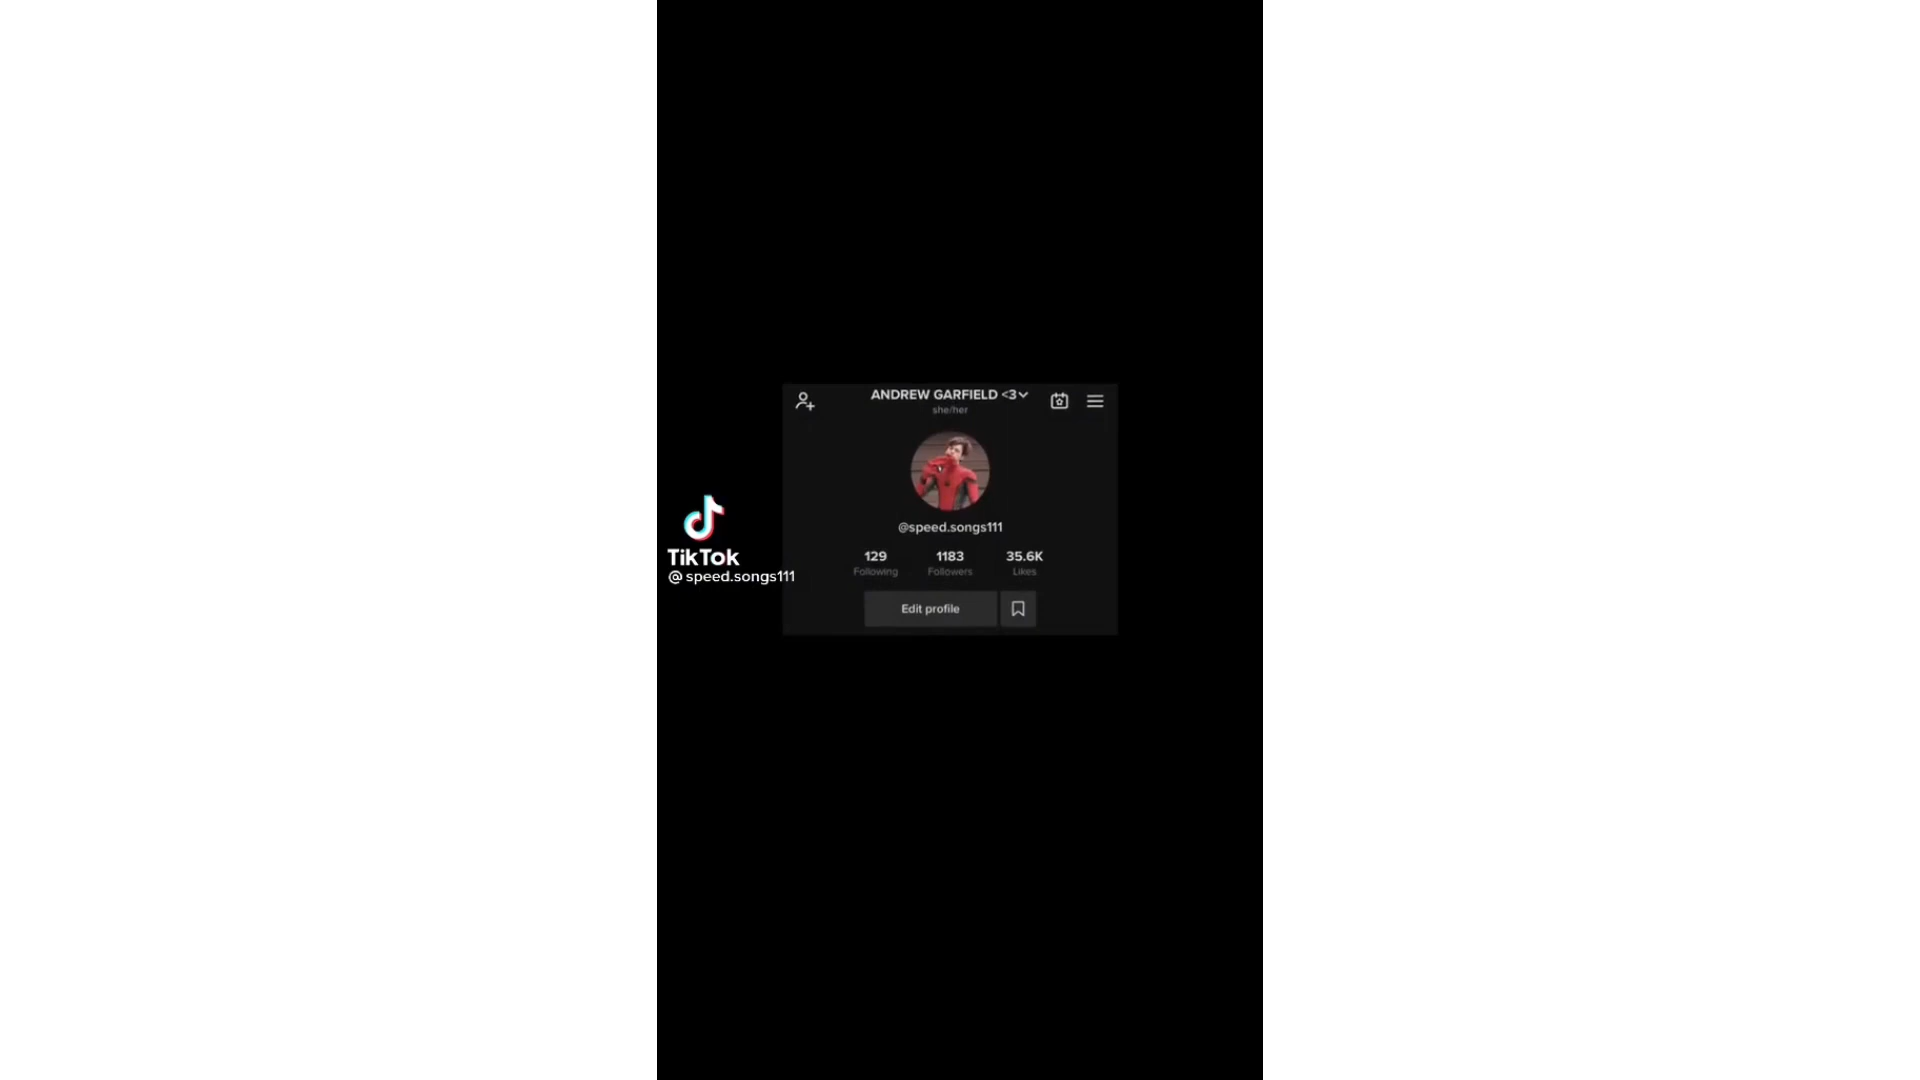 ANDREW GARFIELD <3
she/her
@speed.songs111
129 1183 35.6K
Following Followers Likes
Edit profile
TikTok
@speed.songs111